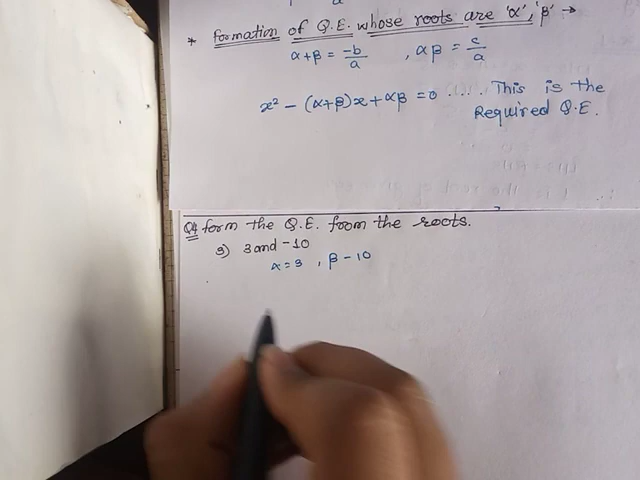 * formation of Q.E. whose roots are 'α', 'β' →
α+β = -b/a , αβ = c/a
x² - (α+β)x + αβ = 0 ..... This is the
Required Q.E.
Q4 form the Q.E. from the roots.
3 and -10
α = 3 , β - 10